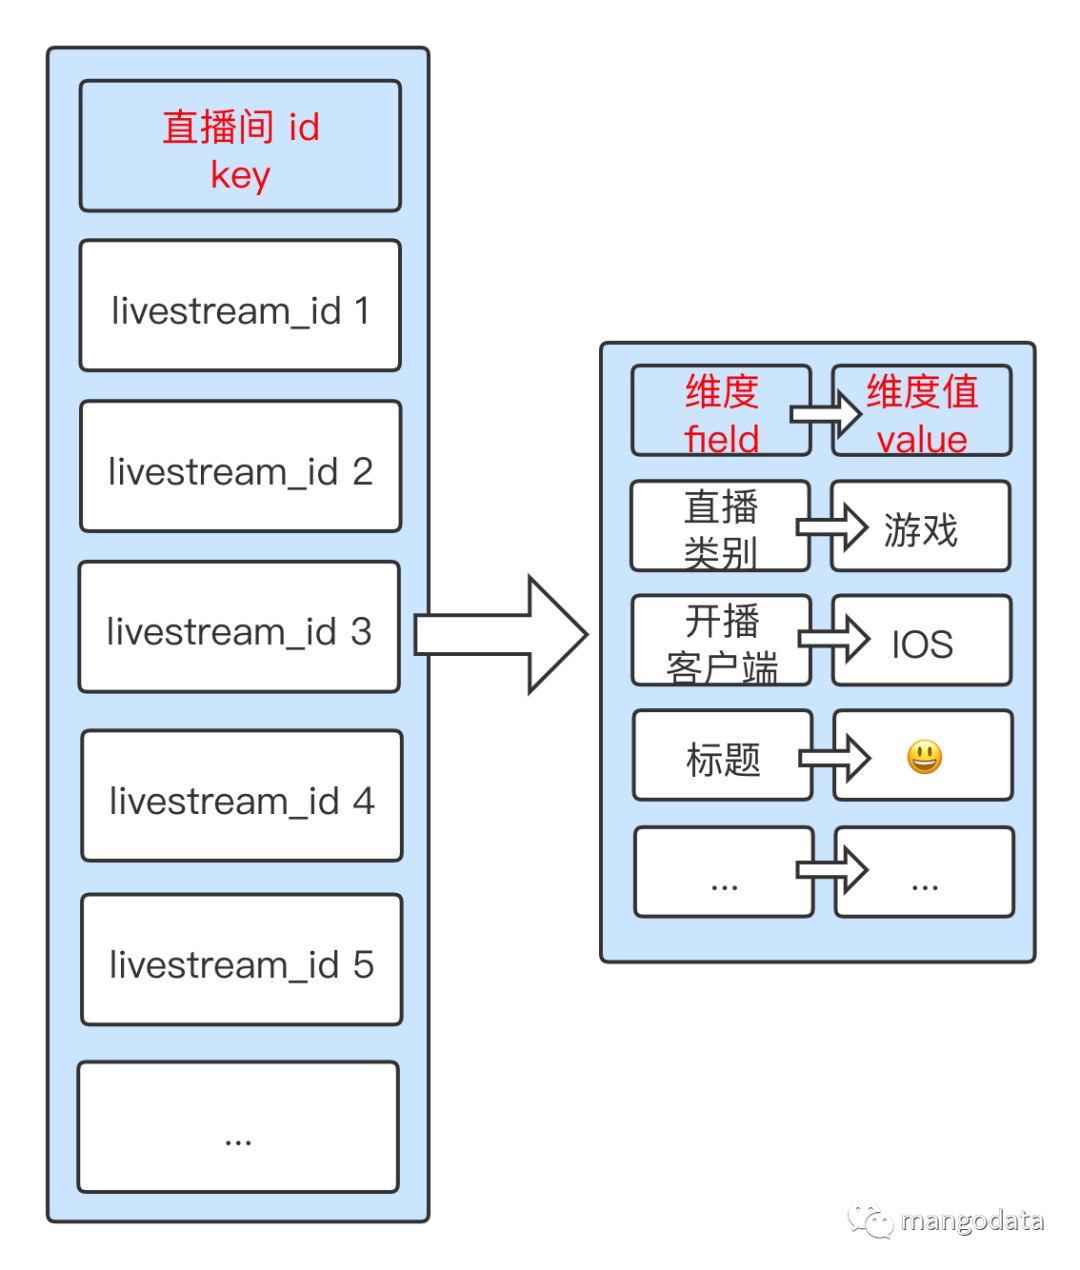 直播间 id
key
livestream_id 1
livestream_id 2
livestream_id 3
livestream_id 4
livestream_id 5
...
维度
field
维度值
value
直播
类别
游戏
开播
客户端
IOS
标题
😃
...
...
mangodata